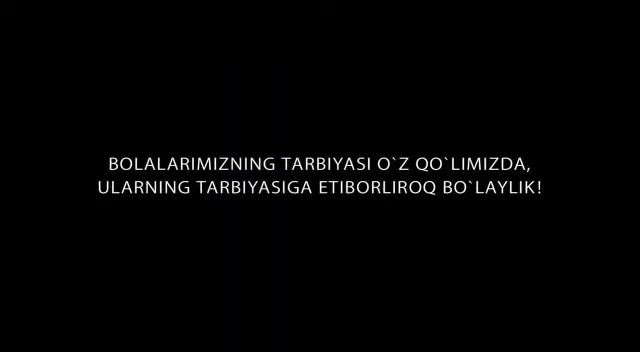 BOLALARIMIZNING TARBIYASI O`Z QO`LIMIZDA,
ULARNING TARBIYASIGA ETIBORLIROQ BO`LAYLIK!